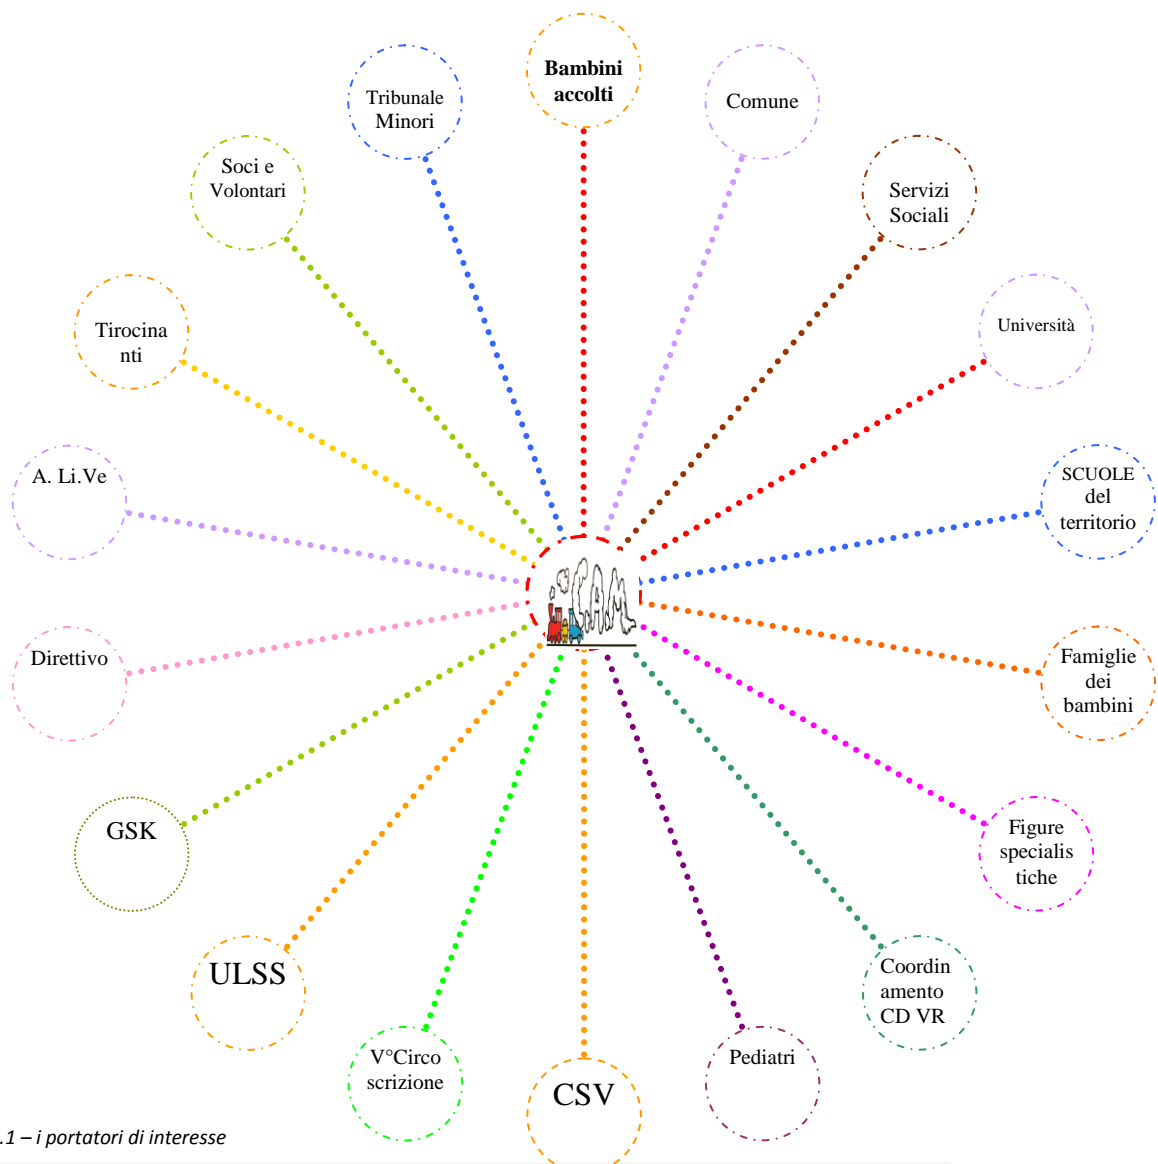 Bambini
accolti
Comune
Servizi
Sociali
Università
SCUOLE
del
territorio
Famiglie
dei
bambini
Figure
specialis
tiche
Coordin
amento
CD VR
Pediatri
CSV
V°Circo
scrizione
ULSS
GSK
Direttivo
A. Li.Ve
Tirocina
nti
Soci e
Volontari
Tribunale
Minori
CAM
.1 – i portatori di interesse